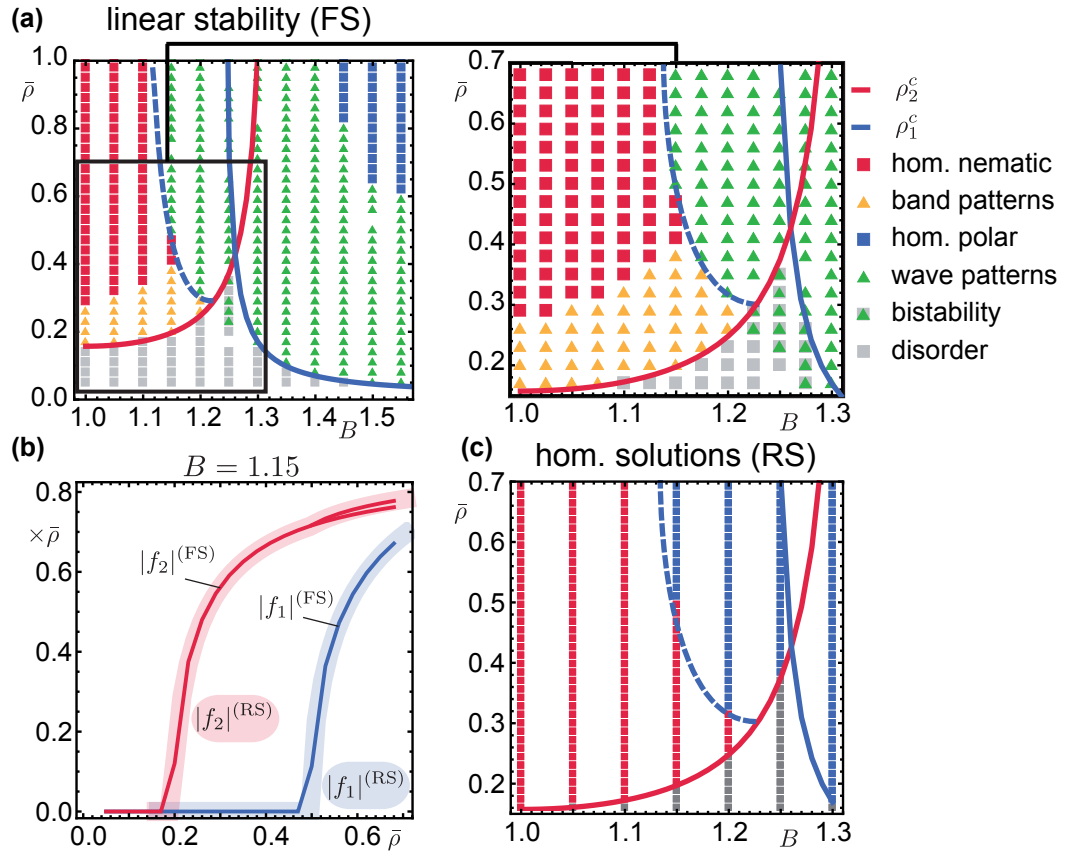 (a) linear stability (FS)
ρ̄
1.0
0.8
0.6
0.4
0.2
0.0
1.0 1.1 1.2 1.3 1.4 1.5
B
ρ̄
0.7
0.6
0.5
0.4
0.3
0.2
1.0 1.1 1.2 1.3
B
ρ₂ᶜ
ρ₁ᶜ
hom. nematic
band patterns
hom. polar
wave patterns
bistability
disorder
(b)
B = 1.15
0.8
×ρ̄
0.6
0.4
0.2
0.0
|f₂|(FS)
|f₁|(FS)
|f₂|(RS)
|f₁|(RS)
0.0 0.2 0.4 0.6 ρ̄
(c) hom. solutions (RS)
ρ̄
0.7
0.6
0.5
0.4
0.3
0.2
1.0 1.1 1.2 1.3
B